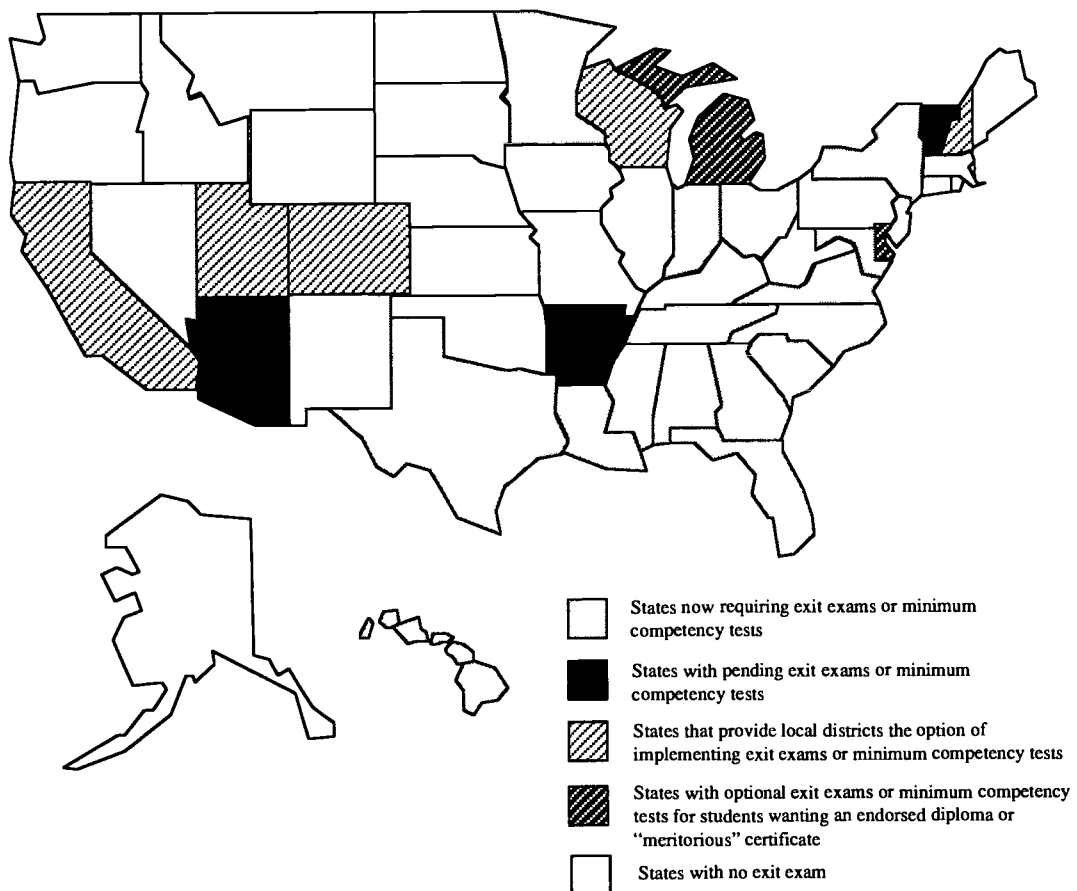 States now requiring exit exams or minimum
competency tests
States with pending exit exams or minimum
competency tests
States that provide local districts the option of
implementing exit exams or minimum competency tests
States with optional exit exams or minimum competency
tests for students wanting an endorsed diploma or
“meritorious” certificate
States with no exit exam